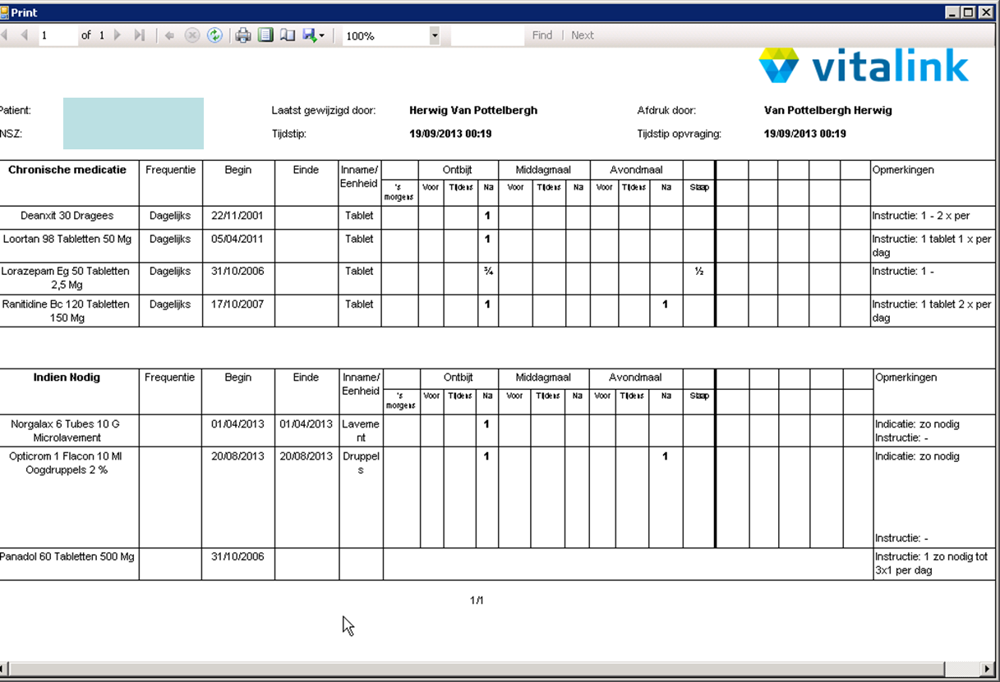 Print
1 of 1 100% Find | Next
vitalink
Patient: Laatst gewijzigd door: Herwig Van Pottelbergh Afdruk door: Van Pottelbergh Herwig
INSZ: Tijdstip: 19/09/2013 00:19 Tijdstip opvraging: 19/09/2013 00:19
Chronische medicatie Frequentie Begin Einde Inname/ Ontbijt Middagmaal Avondmaal Opmerkingen
Eenheid 's Voor Tijdens Na Voor Tijdens Na Voor Tijdens Na Slaap
morgens
Deanxit 30 Dragees Dagelijks 22/11/2001 Tablet 1 Instructie: 1 - 2 x per
Loortan 98 Tabletten 50 Mg Dagelijks 05/04/2011 Tablet 1 Instructie: 1 tablet 1 x per
dag
Lorazepam Eg 50 Tabletten Dagelijks 31/10/2006 Tablet ¾ ½ Instructie: 1 -
2,5 Mg
Ranitidine Bc 120 Tabletten Dagelijks 17/10/2007 Tablet 1 1 Instructie: 1 tablet 2 x per
150 Mg dag
Indien Nodig Frequentie Begin Einde Inname/ Ontbijt Middagmaal Avondmaal Opmerkingen
Eenheid 's Voor Tijdens Na Voor Tijdens Na Voor Tijdens Na Slaap
morgens
Norgalax 6 Tubes 10 G 01/04/2013 01/04/2013 Laveme 1 Indicatie: zo nodig
Microlavement nt Instructie: -
Opticrom 1 Flacon 10 Ml 20/08/2013 20/08/2013 Druppel 1 1 Indicatie: zo nodig
Oogdruppels 2 % s
Instructie: -
Panadol 60 Tabletten 500 Mg 31/10/2006 Instructie: 1 zo nodig tot
3x1 per dag
1/1